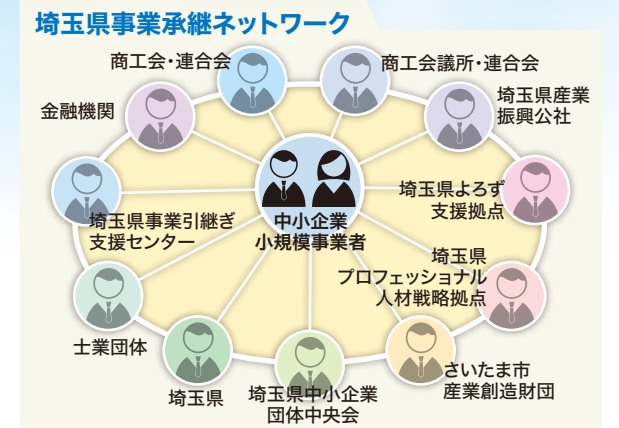 埼玉県事業承継ネットワーク
商工会・連合会
商工会議所・連合会
金融機関
埼玉県産業
振興公社
埼玉県よろず
支援拠点
埼玉県事業引継ぎ
支援センター
中小企業
小規模事業者
埼玉県
プロフェッショナル
人材戦略拠点
士業団体
埼玉県
埼玉県中小企業
団体中央会
さいたま市
産業創造財団